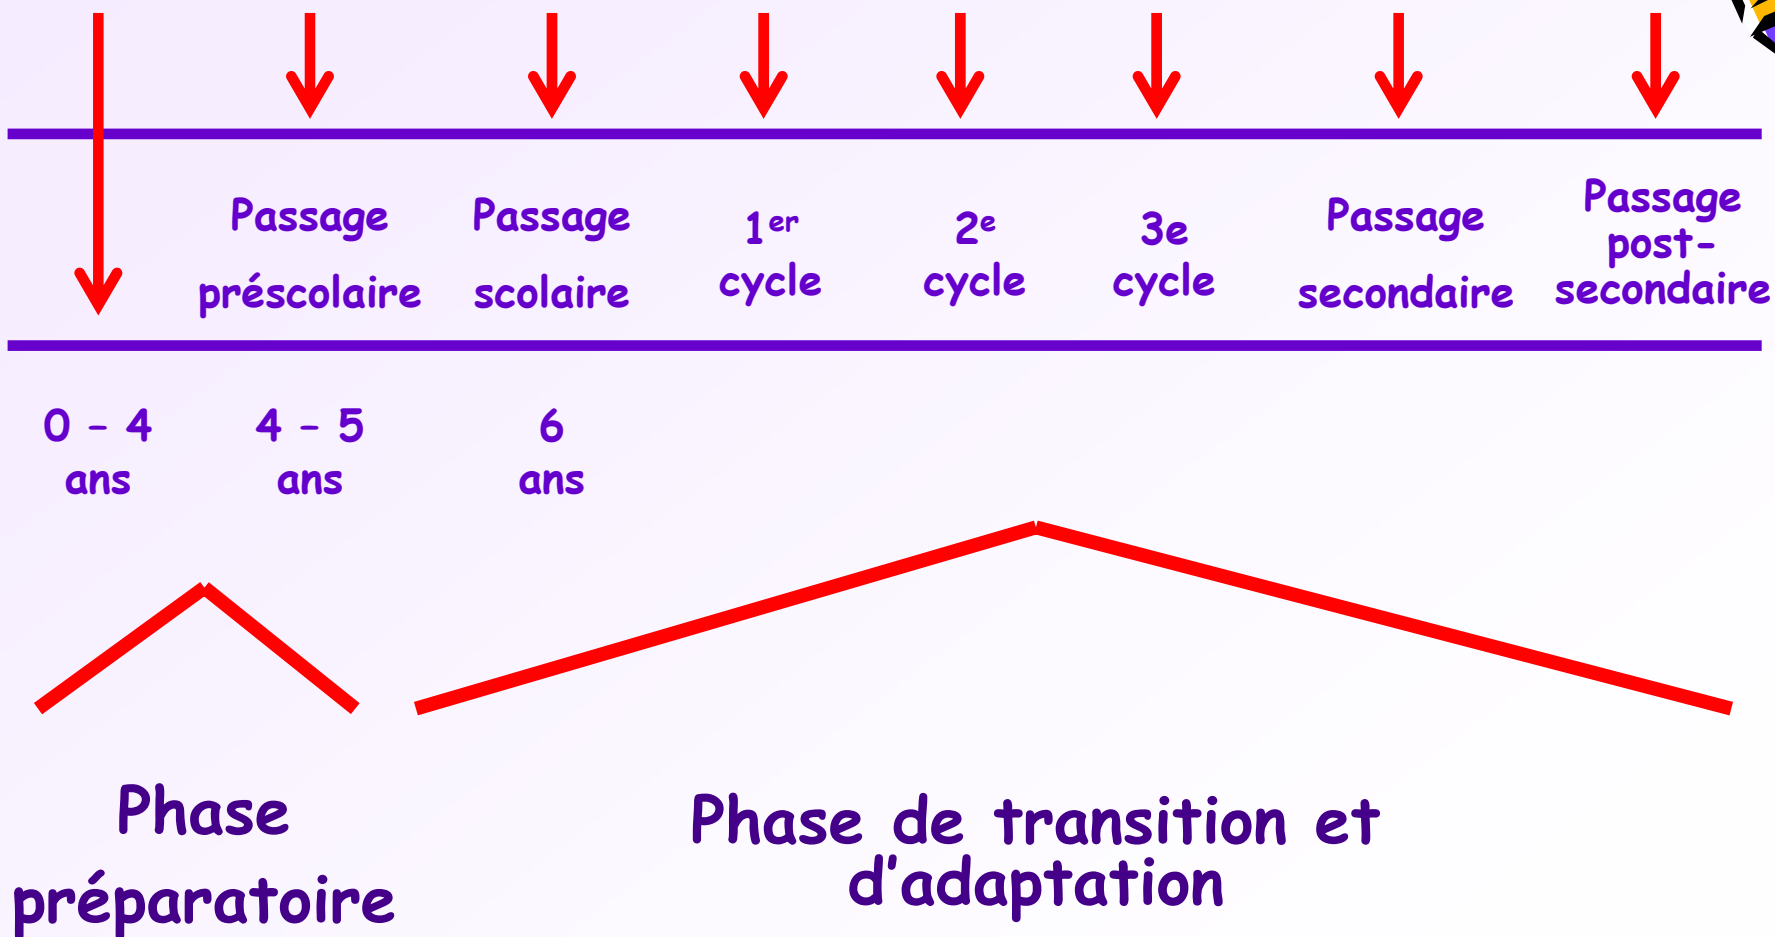 Passage
préscolaire
Passage
scolaire
1er
cycle
2e
cycle
3e
cycle
Passage
secondaire
Passage
post-
secondaire
0 - 4
ans
4 - 5
ans
6
ans
Phase
préparatoire
Phase de transition et
d'adaptation